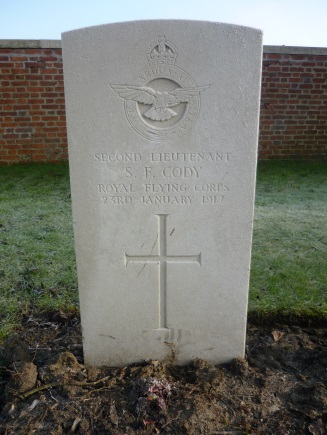 SECOND LIEUTENANT
S. F. CODY
ROYAL FLYING CORPS
23RD JANUARY 1917